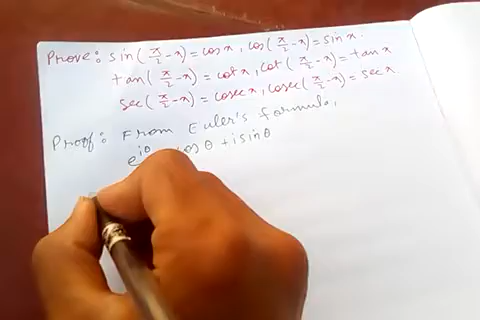 Prove: sin(π/2 - x) = cos x, cos(π/2 - x) = sin x.
tan(π/2 - x) = cot x, cot(π/2 - x) = tan x
sec(π/2 - x) = cosec x, cosec(π/2 - x) = sec x.
Proof: From Euler's formula,
e^iθ cos θ + i sin θ